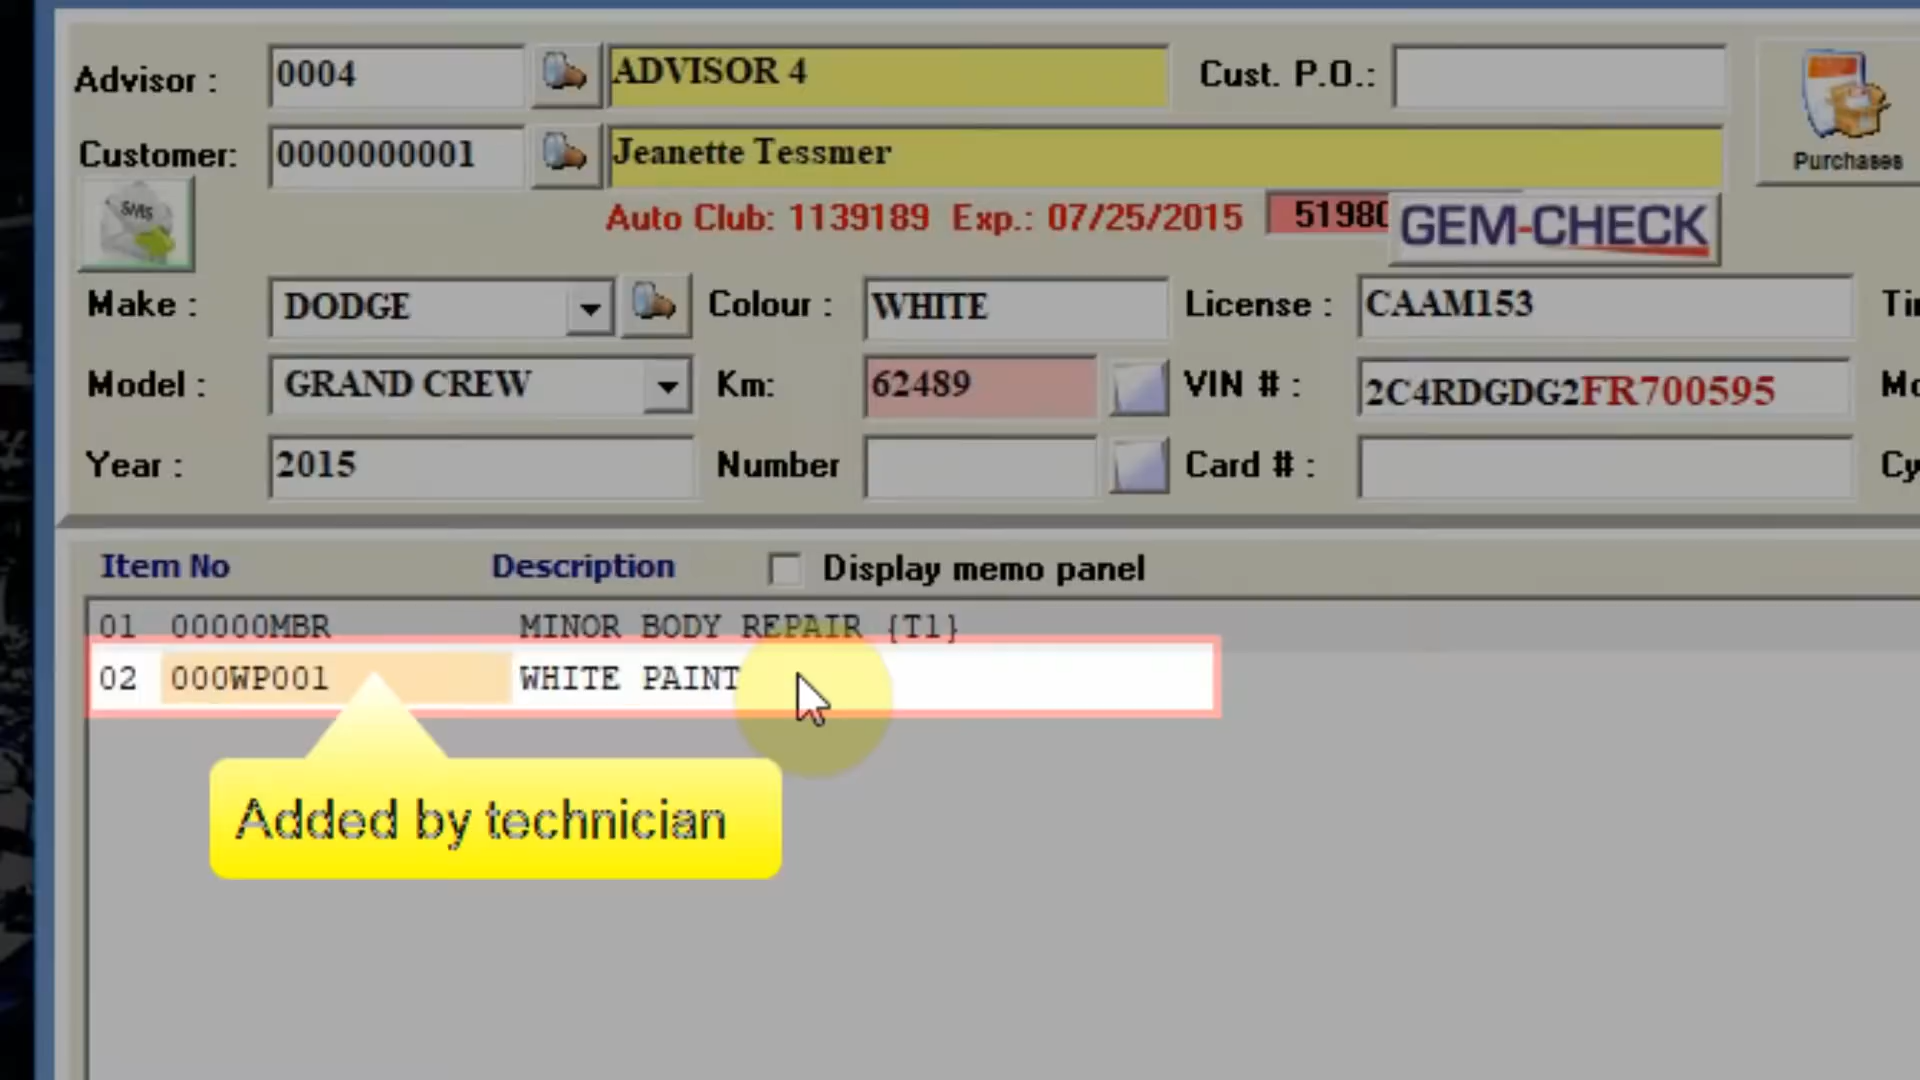 Advisor : 0004 ADVISOR 4 Cust. P.O.:
Purchases
Customer: 0000000001 Jeanette Tessmer
SMS
Auto Club: 1139189 Exp.: 07/25/2015 51980 GEM-CHECK
Make : DODGE Colour : WHITE License : CAAM153
Model : GRAND CREW Km: 62489 VIN # : 2C4RDGDG2FR700595
Year : 2015 Number Card # :
Item No Description Display memo panel
01 00000MBR MINOR BODY REPAIR {T1}
02 000WP001 WHITE PAINT
Added by technician